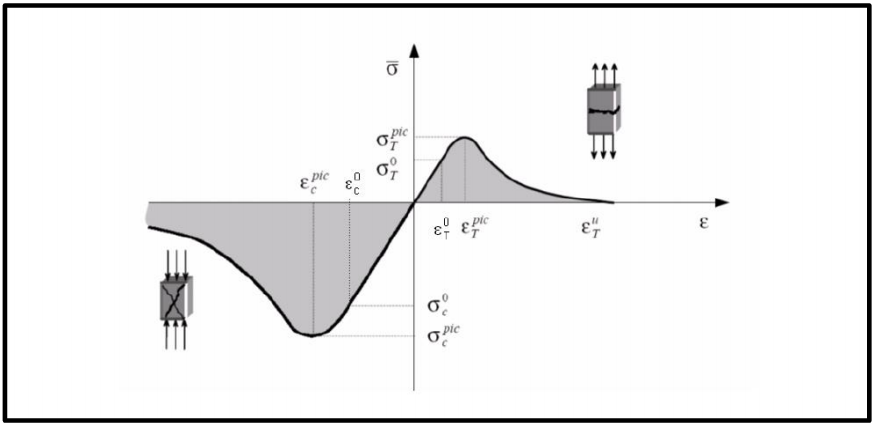 σ̅
σ_T^{pic}
σ_T^0
ε_c^{pic} ε_c^0
ε_T^0 ε_T^{pic} ε_T^u ε
σ_c^0
σ_c^{pic}